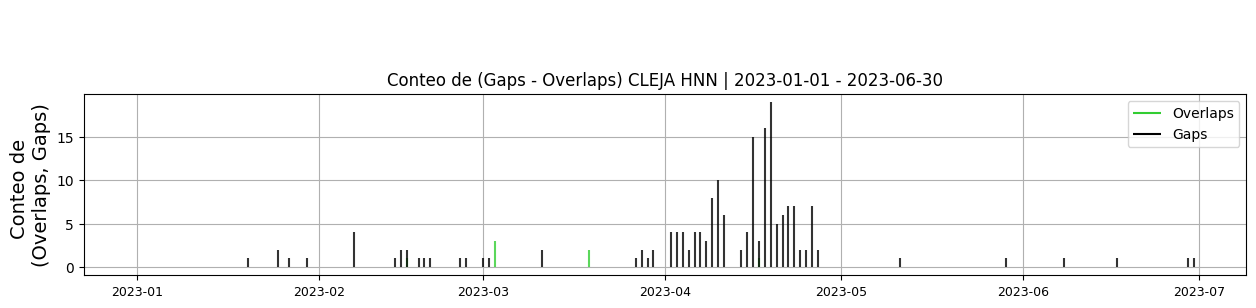 Conteo de (Gaps - Overlaps) CLEJA HNN | 2023-01-01 - 2023-06-30
Conteo de
(Overlaps, Gaps)
15
10
5
0
Overlaps
Gaps
2023-01
2023-02
2023-03
2023-04
2023-05
2023-06
2023-07